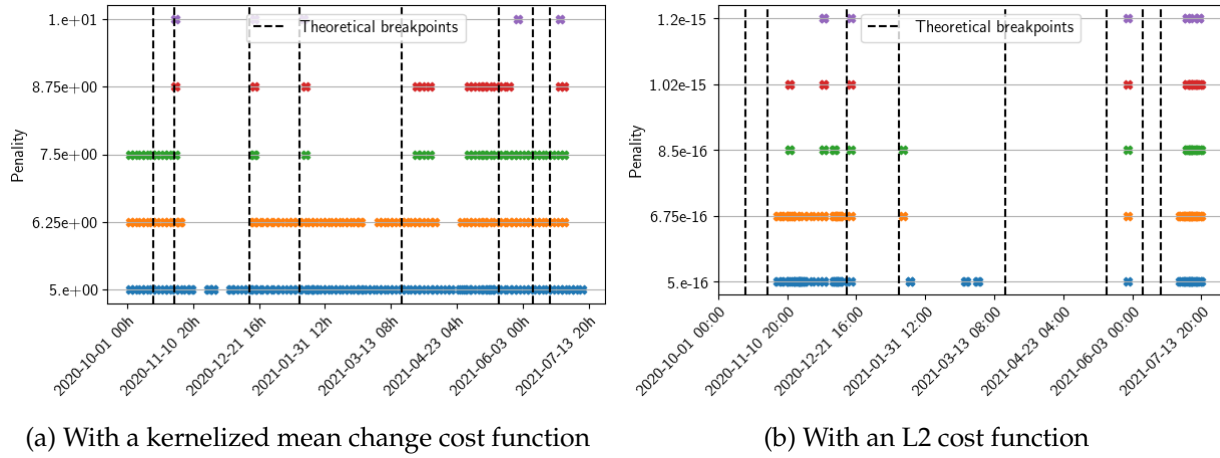 1.e+01
8.75e+00
7.5e+00
6.25e+00
5.e+00
Penality
Theoretical breakpoints
2020-10-01 00h
2020-11-10 20h
2020-12-21 16h
2021-01-31 12h
2021-03-13 08h
2021-04-23 04h
2021-06-03 00h
2021-07-13 20h
(a) With a kernelized mean change cost function
1.2e-15
1.02e-15
8.5e-16
6.75e-16
5.e-16
Penality
Theoretical breakpoints
2020-10-01 00:00
2020-11-10 20:00
2020-12-21 16:00
2021-01-31 12:00
2021-03-13 08:00
2021-04-23 04:00
2021-06-03 00:00
2021-07-13 20:00
(b) With an L2 cost function